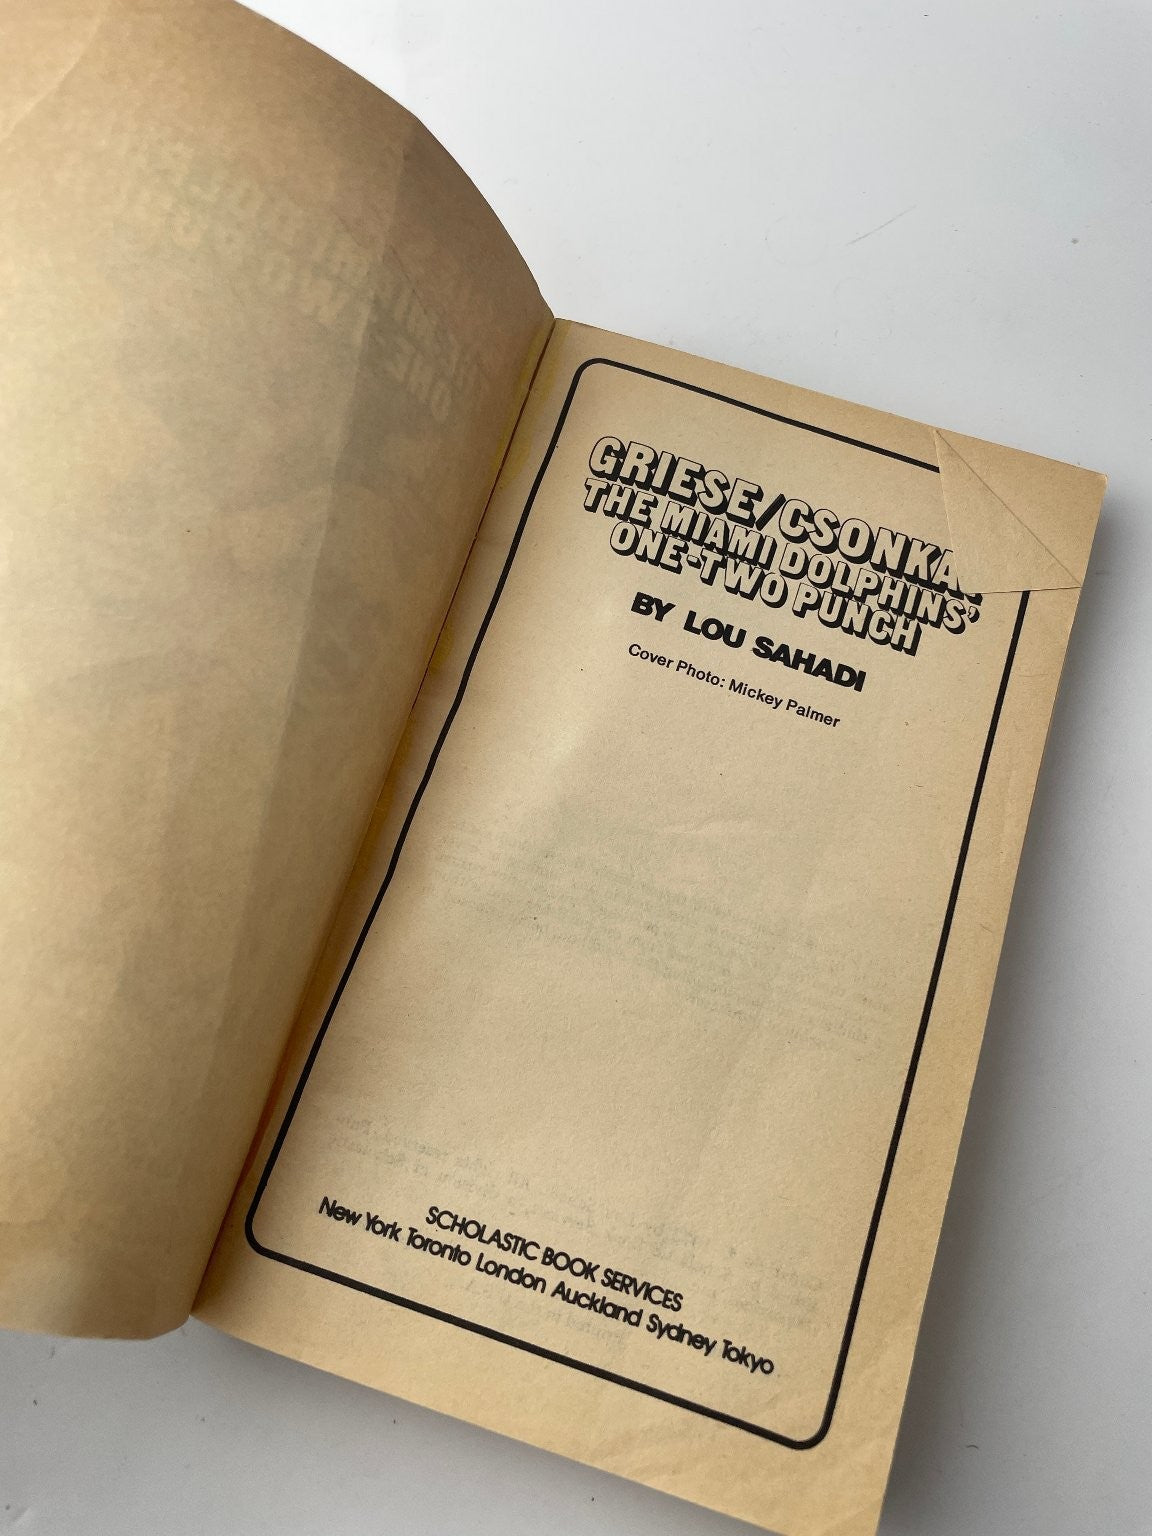 GRIESE/CSONKA:
THE MIAMI DOLPHINS'
ONE-TWO PUNCH
BY LOU SAHADI
Cover Photo: Mickey Palmer
SCHOLASTIC BOOK SERVICES
New York Toronto London Auckland Sydney Tokyo